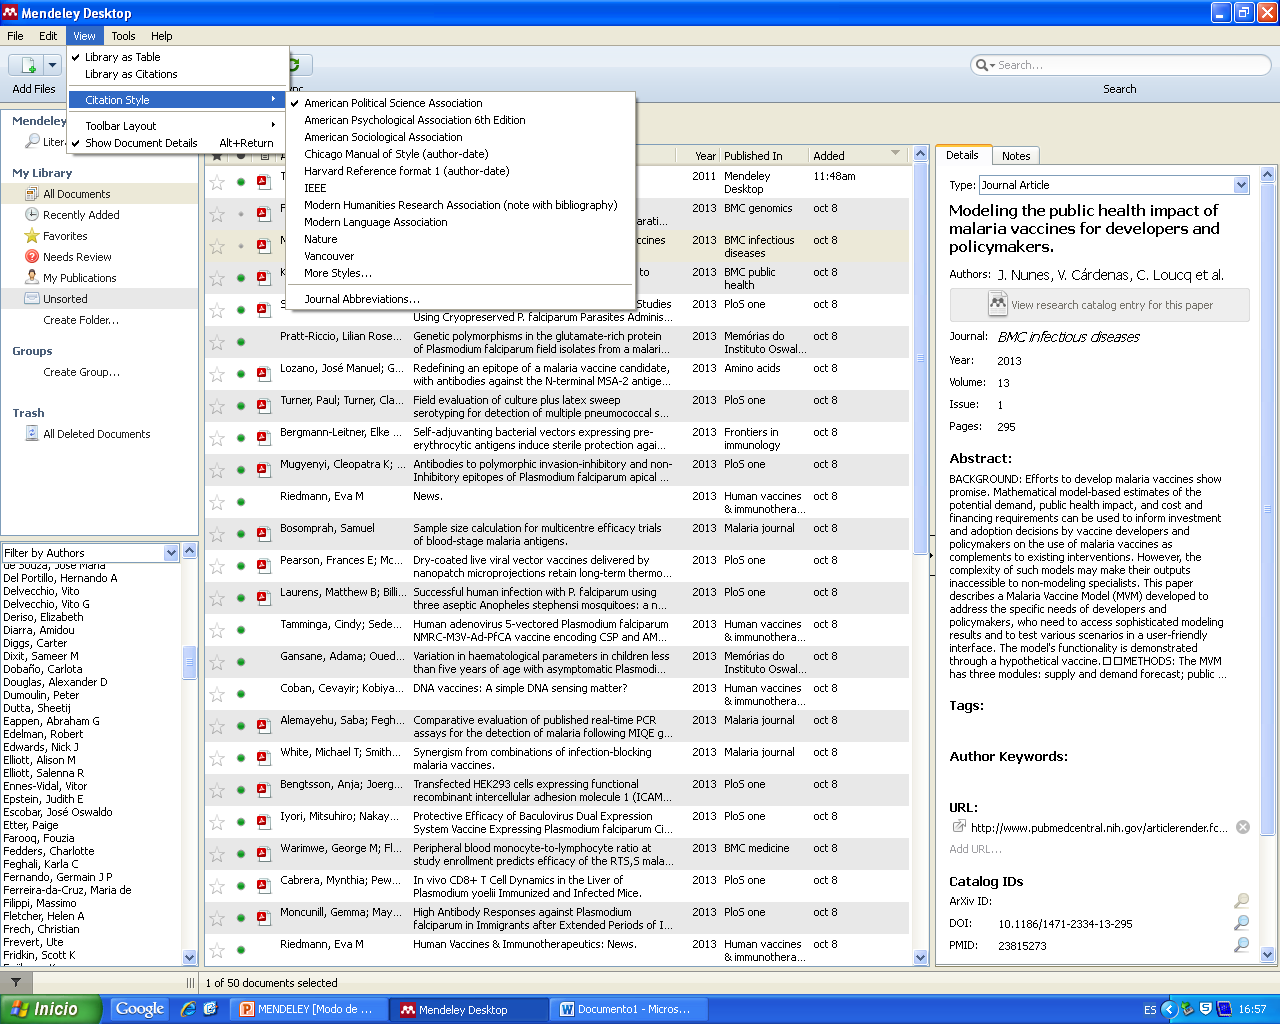 Mendeley Desktop
File Edit View Tools Help
Library as Table
Library as Citations
Citation Style
Toolbar Layout
Show Document Details Alt+Return
American Political Science Association
American Psychological Association 6th Edition
American Sociological Association
Chicago Manual of Style (author-date)
Harvard Reference format 1 (author-date)
IEEE
Modern Humanities Research Association (note with bibliography)
Modern Language Association
Nature
Vancouver
More Styles...
Journal Abbreviations...
Add Files
Search...
Search
Mendeley
Litera
My Library
All Documents
Recently Added
Favorites
Needs Review
My Publications
Unsorted
Create Folder...
Groups
Create Group...
Trash
All Deleted Documents
Filter by Authors
de Souza, José Maria
Del Portillo, Hernando A
Delvecchio, Vito
Delvecchio, Vito G
Deriso, Elizabeth
Diarra, Amidou
Diggs, Carter
Dixit, Sameer M
Dobaño, Carlota
Douglas, Alexander D
Dumoulin, Peter
Dutta, Sheetij
Eappen, Abraham G
Edelman, Robert
Edwards, Nick J
Elliott, Alison M
Elliott, Salenna R
Ennes-Vidal, Vitor
Epstein, Judith E
Escobar, José Oswaldo
Etter, Paige
Farooq, Fouzia
Fedders, Charlotte
Feghali, Karla C
Fernando, Germain J P
Ferreira-da-Cruz, Maria de
Filippi, Massimo
Fletcher, Helen A
Frech, Christian
Frevert, Ute
Fridkin, Scott K
Year Published In Added
2011 Mendeley Desktop 11:48am
2013 BMC genomics oct 8
parati...
vaccines 2013 BMC infectious diseases oct 8
to 2013 BMC public health oct 8
Studies 2013 PloS one oct 8
Using Cryopreserved P. falciparum Parasites Adminis...
Pratt-Riccio, Lilian Rose... Genetic polymorphisms in the glutamate-rich protein 2013 Memórias do oct 8
of Plasmodium falciparum field isolates from a malari... Instituto Oswal...
Lozano, José Manuel; G... Redefining an epitope of a malaria vaccine candidate, 2013 Amino acids oct 8
with antibodies against the N-terminal MSA-2 antige...
Turner, Paul; Turner, Cla... Field evaluation of culture plus latex sweep 2013 PloS one oct 8
serotyping for detection of multiple pneumococcal s...
Bergmann-Leitner, Elke ... Self-adjuvanting bacterial vectors expressing pre- 2013 Frontiers in oct 8
erythrocytic antigens induce sterile protection agai... immunology
Mugyenyi, Cleopatra K; ... Antibodies to polymorphic invasion-inhibitory and non- 2013 PloS one oct 8
Inhibitory epitopes of Plasmodium falciparum apical ...
Riedmann, Eva M News. 2013 Human vaccines oct 8
& immunothera...
Bosomprah, Samuel Sample size calculation for multicentre efficacy trials 2013 Malaria journal oct 8
of blood-stage malaria antigens.
Pearson, Frances E; Mc... Dry-coated live viral vector vaccines delivered by 2013 PloS one oct 8
nanopatch microprojections retain long-term thermo...
Laurens, Matthew B; Billi... Successful human infection with P. falciparum using 2013 PloS one oct 8
three aseptic Anopheles stephensi mosquitoes: a n...
Tamminga, Cindy; Sede... Human adenovirus 5-vectored Plasmodium falciparum 2013 Human vaccines oct 8
NMRC-M3V-Ad-PfCA vaccine encoding CSP and AM... & immunothera...
Gansane, Adama; Oued... Variation in haematological parameters in children less 2013 Memórias do oct 8
than five years of age with asymptomatic Plasmodi... Instituto Oswal...
Coban, Cevayir; Kobiya... DNA vaccines: A simple DNA sensing matter? 2013 Human vaccines oct 8
& immunothera...
Alemayehu, Saba; Fegh... Comparative evaluation of published real-time PCR 2013 Malaria journal oct 8
assays for the detection of malaria following MIQE g...
White, Michael T; Smith... Synergism from combinations of infection-blocking 2013 Malaria journal oct 8
malaria vaccines.
Bengtsson, Anja; Joerg... Transfected HEK293 cells expressing functional 2013 PloS one oct 8
recombinant intercellular adhesion molecule 1 (ICAM...
Iyori, Mitsuhiro; Nakay... Protective Efficacy of Baculovirus Dual Expression 2013 PloS one oct 8
System Vaccine Expressing Plasmodium falciparum Ci...
Warimwe, George M; Fl... Peripheral blood monocyte-to-lymphocyte ratio at 2013 BMC medicine oct 8
study enrollment predicts efficacy of the RTS,S mala...
Cabrera, Mynthia; Pew... In vivo CD8+ T Cell Dynamics in the Liver of 2013 PloS one oct 8
Plasmodium yoelii Immunized and Infected Mice.
Moncunill, Gemma; May... High Antibody Responses against Plasmodium 2013 PloS one oct 8
falciparum in Immigrants after Extended Periods of I...
Riedmann, Eva M Human Vaccines & Immunotherapeutics: News. 2013 Human vaccines oct 8
& immunothera...
Details Notes
Type: Journal Article
Modeling the public health impact of
malaria vaccines for developers and
policymakers.
Authors: J. Nunes, V. Cárdenas, C. Loucq et al.
View research catalog entry for this paper
Journal: BMC infectious diseases
Year: 2013
Volume: 13
Issue: 1
Pages: 295
Abstract:
BACKGROUND: Efforts to develop malaria vaccines show
promise. Mathematical model-based estimates of the
potential demand, public health impact, and cost and
financing requirements can be used to inform investment
and adoption decisions by vaccine developers and
policymakers on the use of malaria vaccines as
complements to existing interventions. However, the
complexity of such models may make their outputs
inaccessible to non-modeling specialists. This paper
describes a Malaria Vaccine Model (MVM) developed to
address the specific needs of developers and
policymakers, who need to access sophisticated modeling
results and to test various scenarios in a user-friendly
interface. The model's functionality is demonstrated
through a hypothetical vaccine.□□METHODS: The MVM
has three modules: supply and demand forecast; public ...
Tags:
Author Keywords:
URL:
http://www.pubmedcentral.nih.gov/articlerender.fc...
Add URL...
Catalog IDs
ArXiv ID:
DOI: 10.1186/1471-2334-13-295
PMID: 23815273
1 of 50 documents selected
Inicio
Google
MENDELEY [Modo de ...
Mendeley Desktop
Documento1 - Micros...
ES
16:57